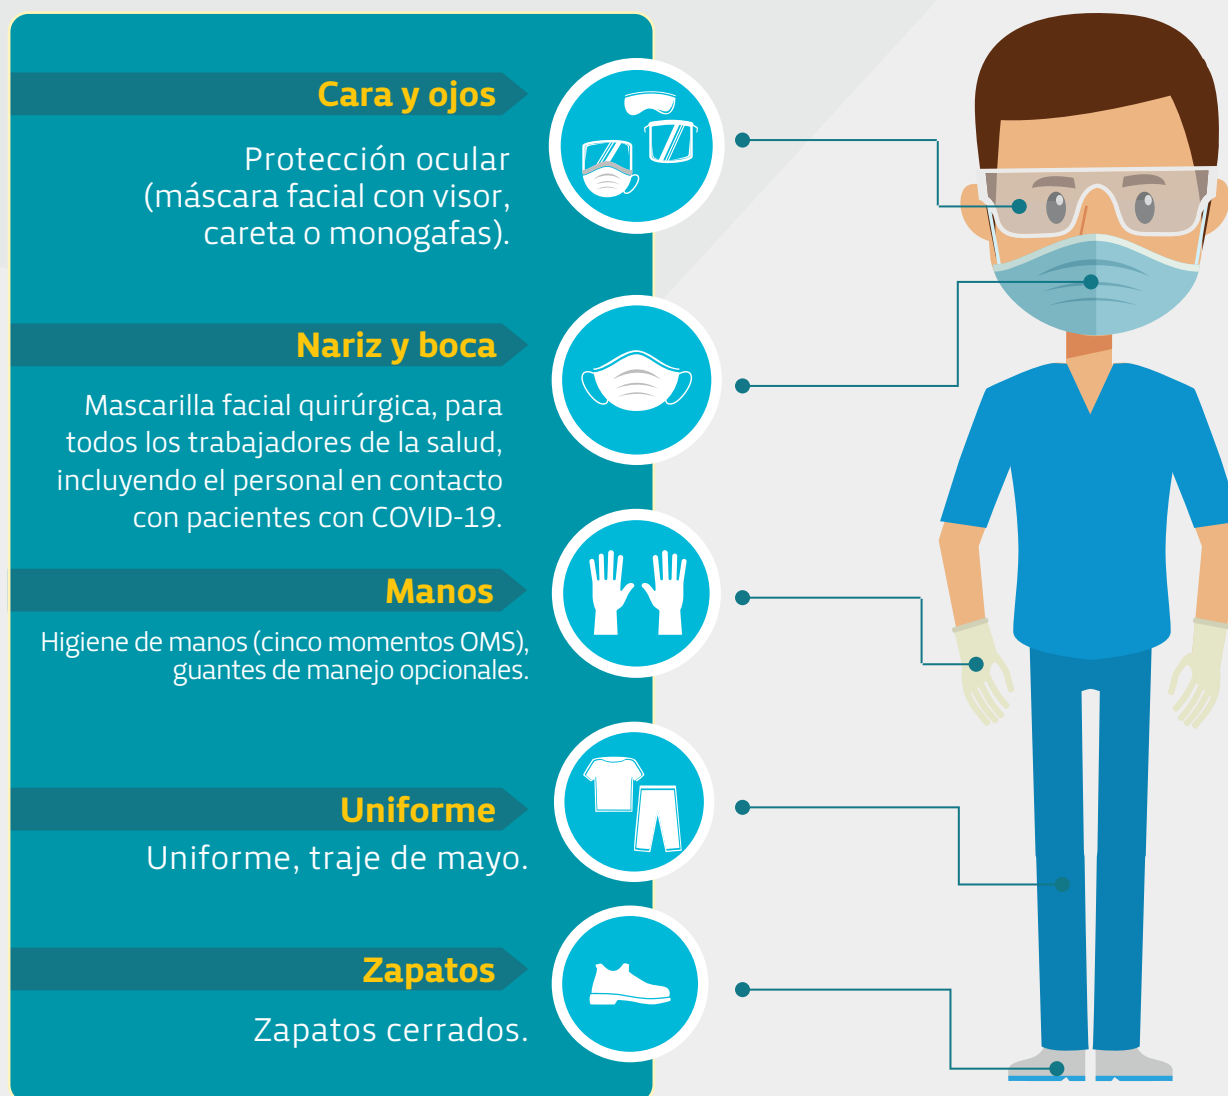 Cara y ojos
Protección ocular
(máscara facial con visor,
careta o monogafas).
Nariz y boca
Mascarilla facial quirúrgica, para
todos los trabajadores de la salud,
incluyendo el personal en contacto
con pacientes con COVID-19.
Manos
Higiene de manos (cinco momentos OMS),
guantes de manejo opcionales.
Uniforme
Uniforme, traje de mayo.
Zapatos
Zapatos cerrados.